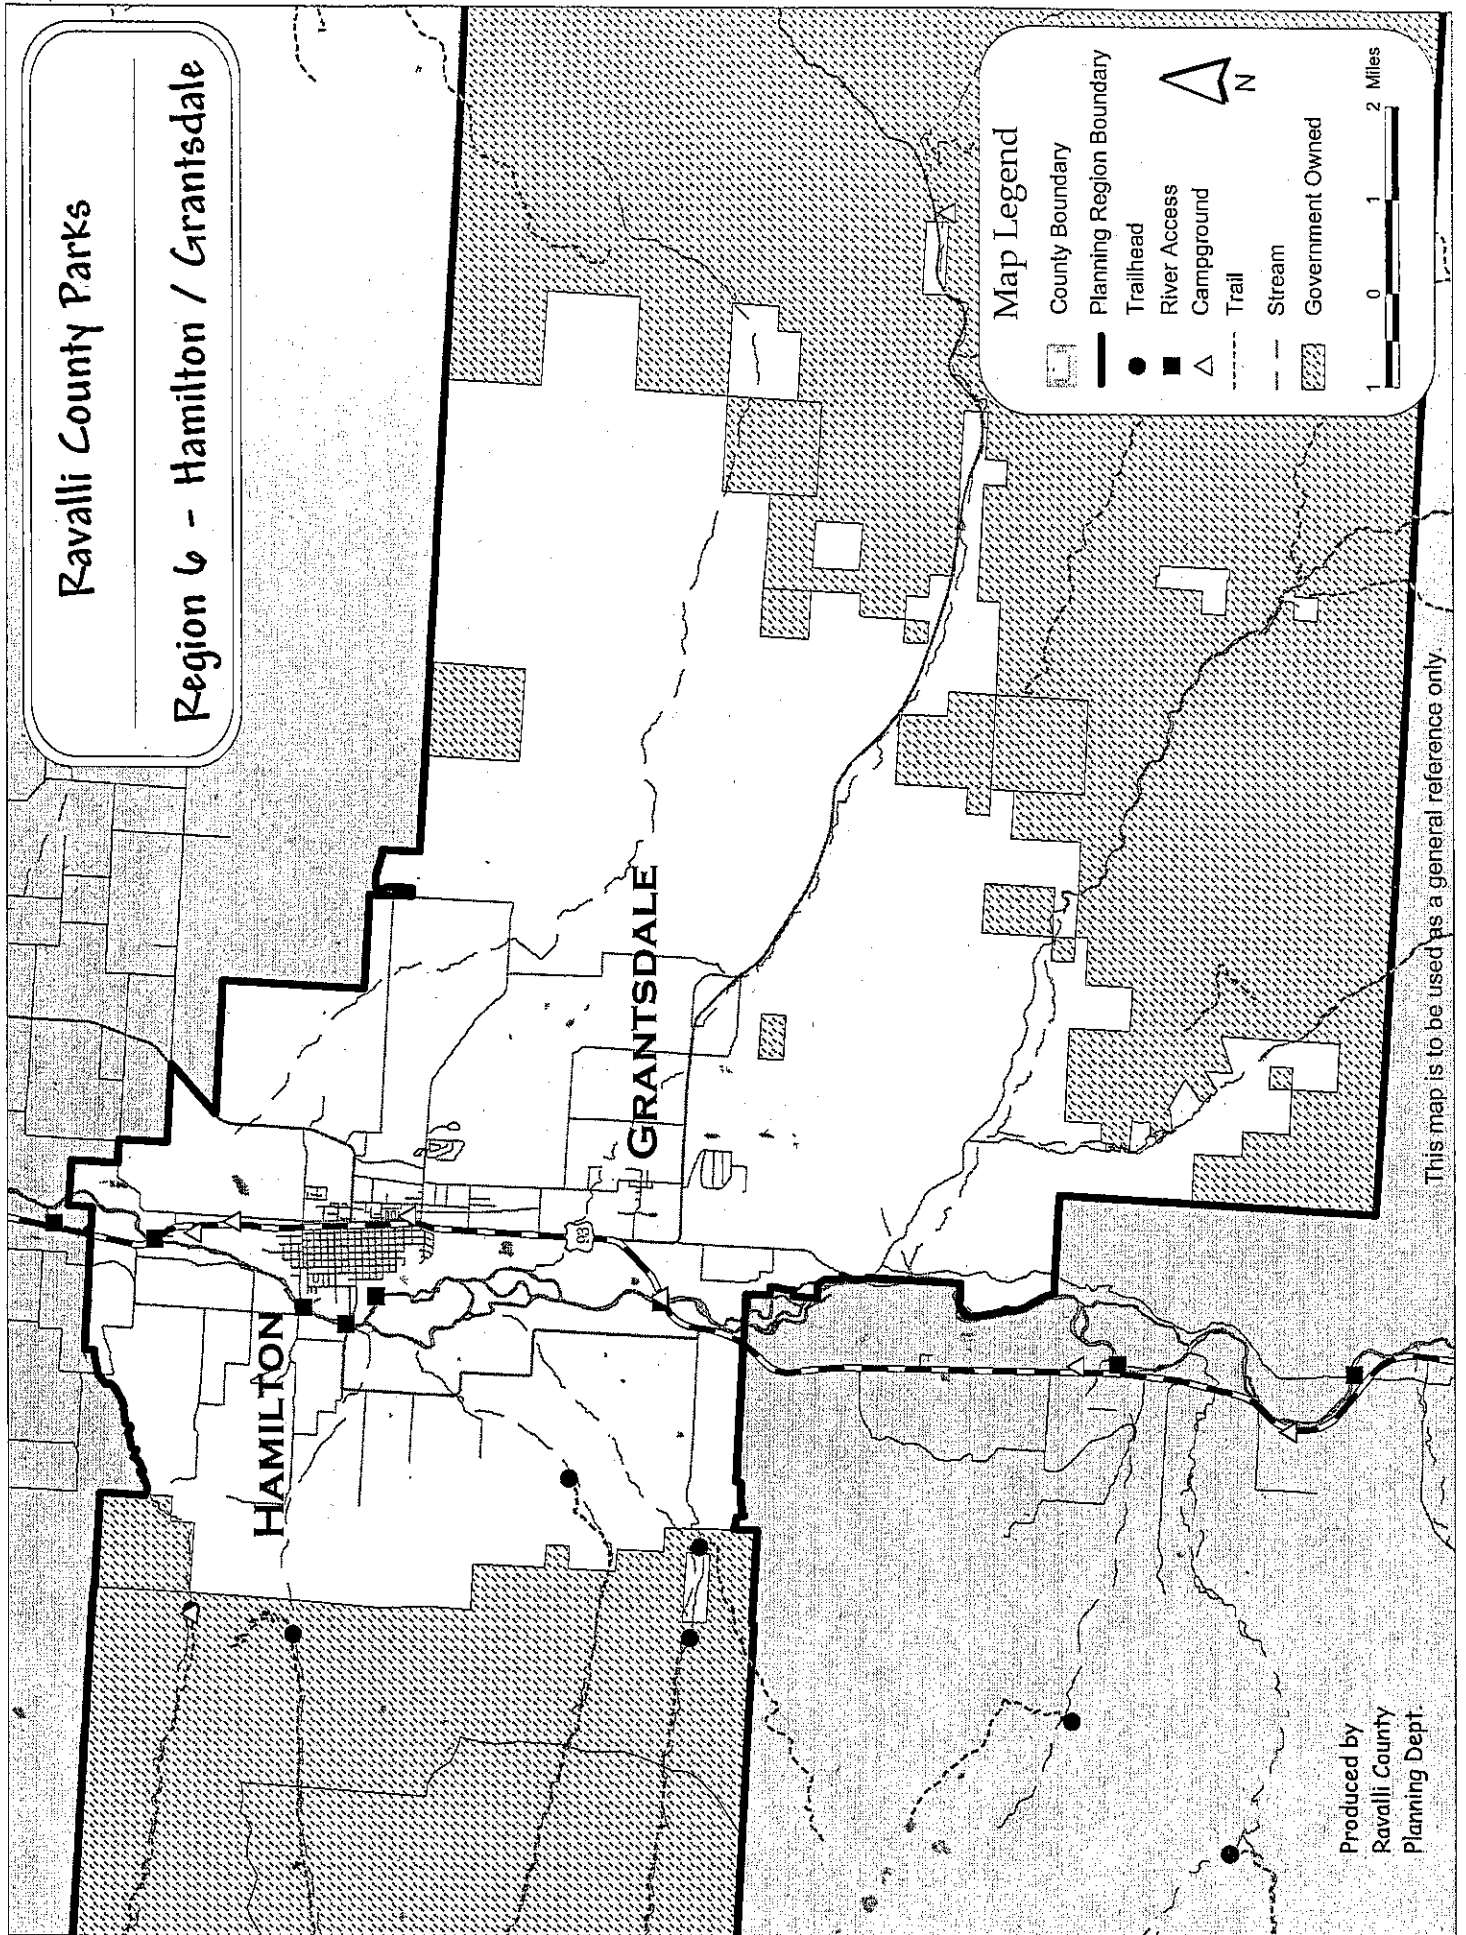 Ravalli County Parks
Region 6 - Hamilton / Grantsdale
HAMILTON
GRANTSDALE
93
Map Legend
County Boundary
Planning Region Boundary
Trailhead
River Access
Campground
Trail
Stream
Government Owned
N
1 0 1 2 Miles
This map is to be used as a general reference only.
Produced by
Ravalli County
Planning Dept.